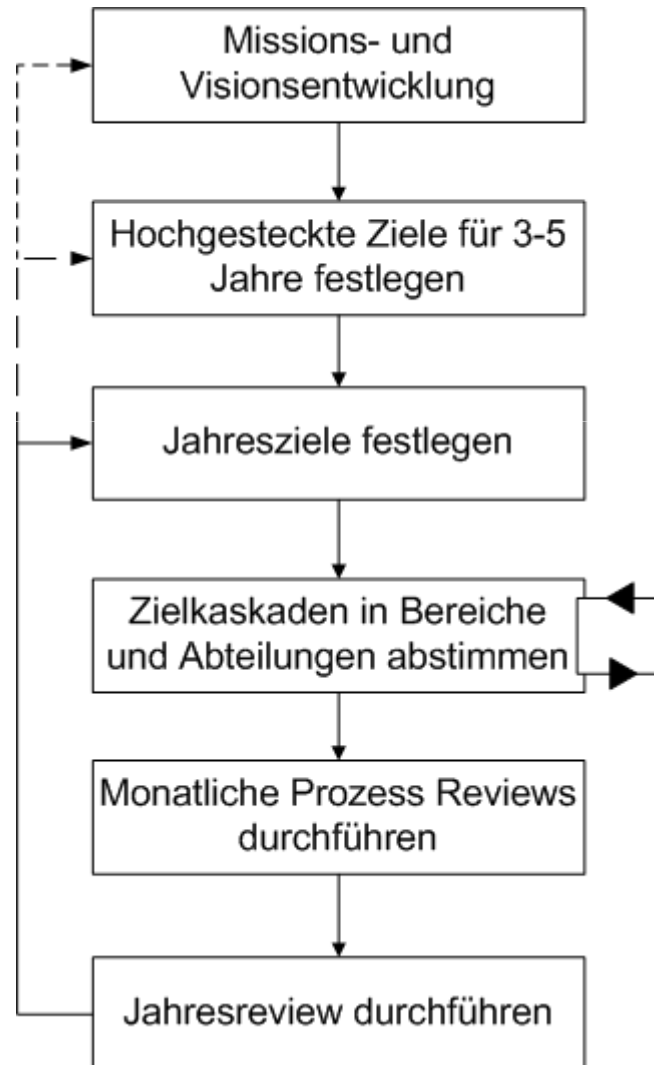 Missions- und
Visionsentwicklung
Hochgesteckte Ziele für 3-5
Jahre festlegen
Jahresziele festlegen
Zielkaskaden in Bereiche
und Abteilungen abstimmen
Monatliche Prozess Reviews
durchführen
Jahresreview durchführen